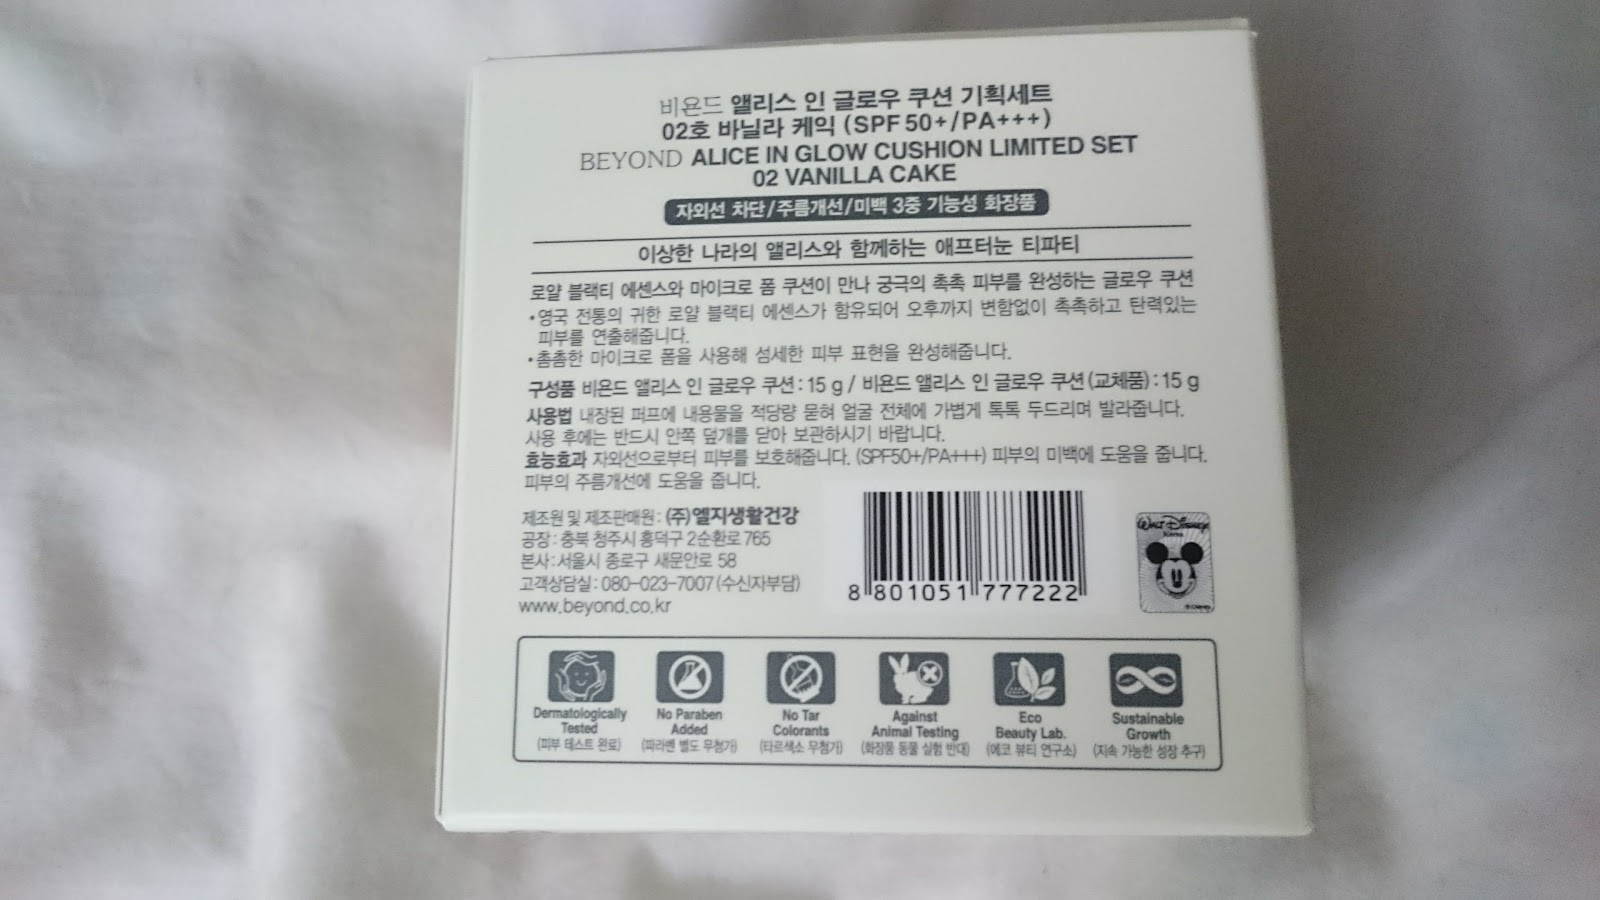 비욘드 앨리스 인 글로우 쿠션 기획세트
02호 바닐라 케익 (SPF 50+/PA+++)
BEYOND ALICE IN GLOW CUSHION LIMITED SET
02 VANILLA CAKE
자외선 차단/주름개선/미백 3중 기능성 화장품
이상한 나라의 앨리스와 함께하는 애프터눈 티파티
로얄 블랙티 에센스와 마이크로 폼 쿠션이 만나 궁극의 촉촉 피부를 완성하는 글로우 쿠션
•영국 전통의 귀한 로얄 블랙티 에센스가 함유되어 오후까지 변함없이 촉촉하고 탄력있는
피부를 연출해줍니다.
•촘촘한 마이크로 폼을 사용해 섬세한 피부 표현을 완성해줍니다.
구성품 비욘드 앨리스 인 글로우 쿠션 : 15 g / 비욘드 앨리스 인 글로우 쿠션 (교체품) : 15 g
사용법 내장된 퍼프에 내용물을 적당량 묻혀 얼굴 전체에 가볍게 톡톡 두드리며 발라줍니다.
사용 후에는 반드시 안쪽 덮개를 닫아 보관하시기 바랍니다.
효능효과 자외선으로부터 피부를 보호해줍니다. (SPF50+/PA+++) 피부의 미백에 도움을 줍니다.
피부의 주름개선에 도움을 줍니다.
제조원 및 제조판매원 : (주)엘지생활건강
공장 : 충북 청주시 흥덕구 2순환로 765
본사 : 서울시 종로구 새문안로 58
고객상담실 : 080-023-7007 (수신자부담)
www.beyond.co.kr
8 801051 777222
Walt Disney
Korea
© Disney
Dermatologically Tested
(피부 테스트 완료)
No Paraben Added
(파라벤 별도 무첨가)
No Tar Colorants
(타르색소 무첨가)
Against Animal Testing
(화장품 동물 실험 반대)
Eco Beauty Lab.
(에코 뷰티 연구소)
Sustainable Growth
(지속 가능한 성장 추구)